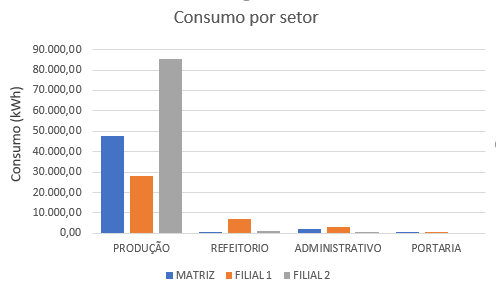 Consumo por setor
90.000,00
80.000,00
70.000,00
60.000,00
50.000,00
40.000,00
30.000,00
20.000,00
10.000,00
0,00
Consumo (kWh)
PRODUÇÃO REFEITORIO ADMINISTRATIVO PORTARIA
MATRIZ FILIAL 1 FILIAL 2